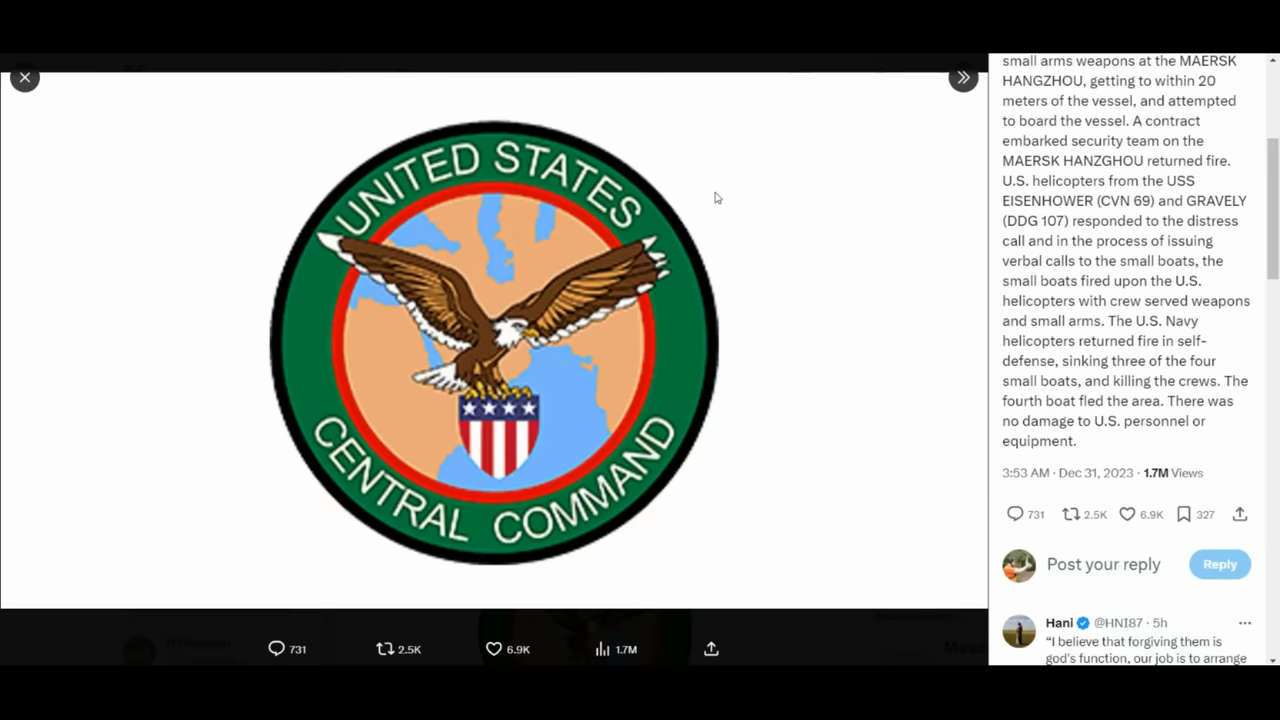 UNITED STATES
CENTRAL COMMAND
731
2.5K
6.9K
1.7M
small arms weapons at the MAERSK
HANGZHOU, getting to within 20
meters of the vessel, and attempted
to board the vessel. A contract
embarked security team on the
MAERSK HANZGHOU returned fire.
U.S. helicopters from the USS
EISENHOWER (CVN 69) and GRAVELY
(DDG 107) responded to the distress
call and in the process of issuing
verbal calls to the small boats, the
small boats fired upon the U.S.
helicopters with crew served weapons
and small arms. The U.S. Navy
helicopters returned fire in self-
defense, sinking three of the four
small boats, and killing the crews. The
fourth boat fled the area. There was
no damage to U.S. personnel or
equipment.
3:53 AM · Dec 31, 2023 · 1.7M Views
731 2.5K 6.9K 327
Post your reply Reply
Hani @HNI87 · 5h ···
“I believe that forgiving them is
god's function, our job is to arrange